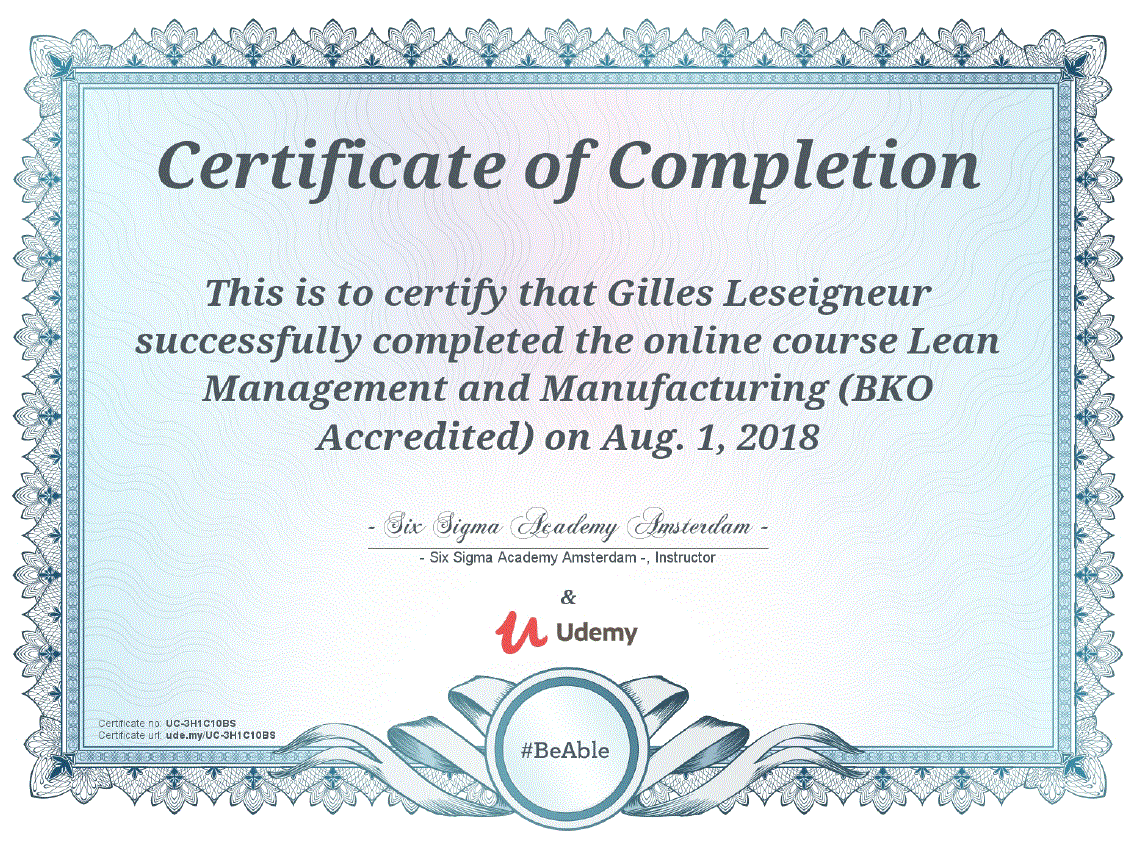 Certificate of Completion
This is to certify that Gilles Leseigneur
successfully completed the online course Lean
Management and Manufacturing (BKO
Accredited) on Aug. 1, 2018
- Six Sigma Academy Amsterdam -
- Six Sigma Academy Amsterdam -, Instructor
&
Udemy
Certificate no: UC-3H1C10BS
Certificate url: ude.my/UC-3H1C10BS
#BeAble